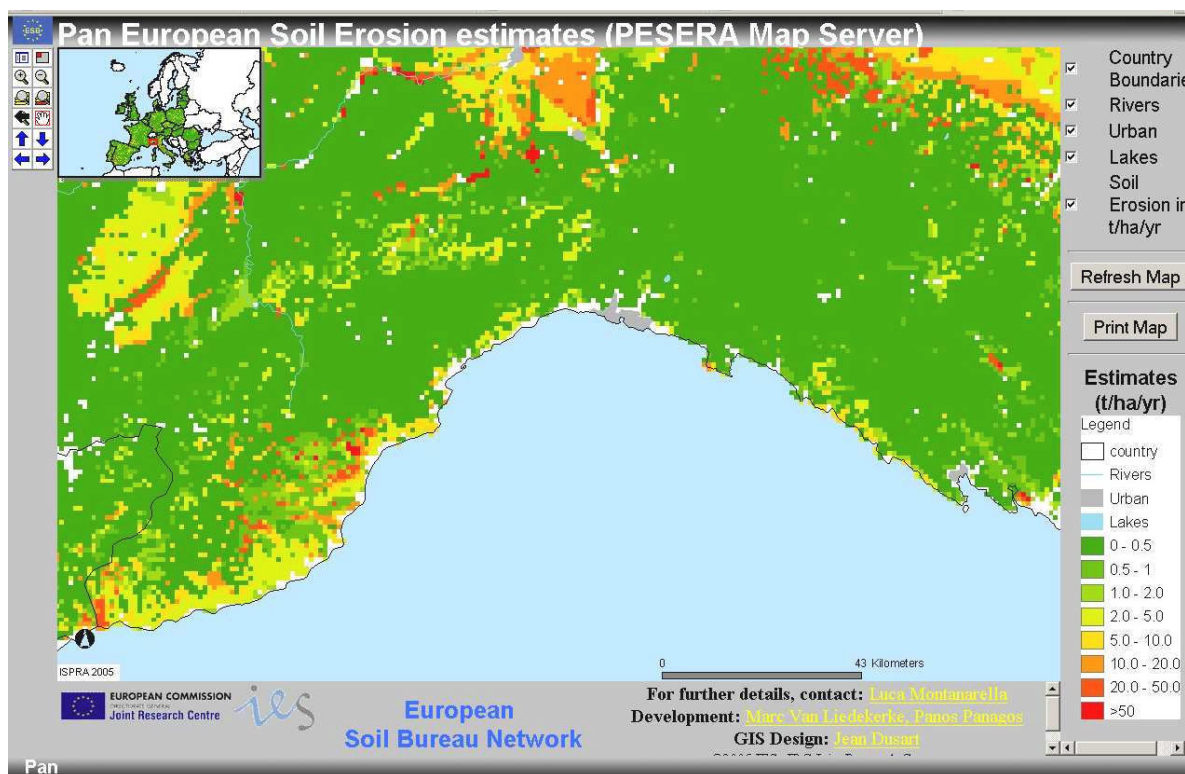 ESB
Pan European Soil Erosion estimates (PESERA Map Server)
Country
Boundarie
Rivers
Urban
Lakes
Soil
Erosion in
t/ha/yr
Refresh Map
Print Map
Estimates
(t/ha/yr)
Legend
country
Rivers
Urban
Lakes
0 - 0.5
0.5 - 1
1.0 - 2.0
2.0 - 5.0
5.0 - 10.0
10.0 - 20.0
20.0 - 50.0
>50
ISPRA 2005
0 43 Kilometers
EUROPEAN COMMISSION
DIRECTORATE GENERAL
Joint Research Centre
ies
European
Soil Bureau Network
For further details, contact: Luca Montanarella
Development: Marc Van Liedekerke, Panos Panagos
GIS Design: Jean Dusart
Pan